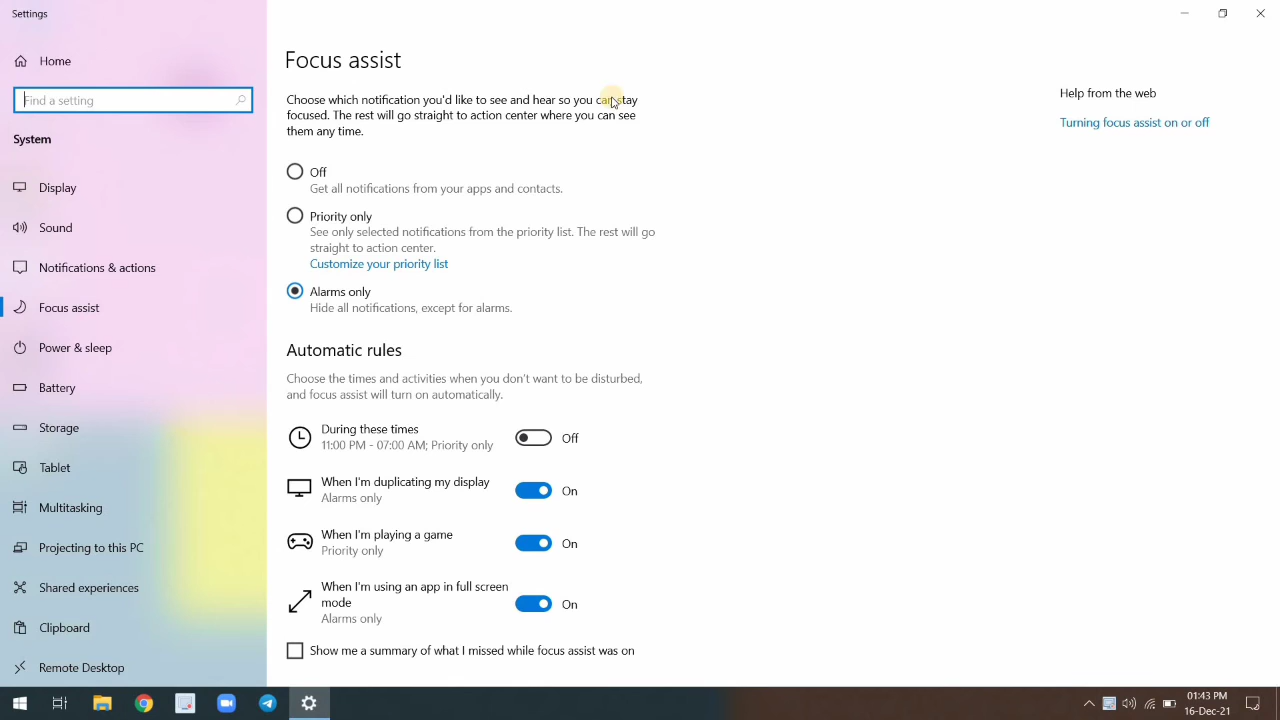 Settings
Home
Find a setting
System
Display
Sound
Notifications & actions
Focus assist
Power & sleep
Battery
Storage
Tablet
Multitasking
Projecting to this PC
Shared experiences
Clipboard
Remote Desktop
Focus assist
Choose which notification you'd like to see and hear so you can stay
focused. The rest will go straight to action center where you can see
them any time.
Off
Get all notifications from your apps and contacts.
Priority only
See only selected notifications from the priority list. The rest will go
straight to action center.
Customize your priority list
Alarms only
Hide all notifications, except for alarms.
Automatic rules
Choose the times and activities when you don't want to be disturbed,
and focus assist will turn on automatically.
During these times
11:00 PM - 07:00 AM; Priority only
Off
When I'm duplicating my display
Alarms only
On
When I'm playing a game
Priority only
On
When I'm using an app in full screen
mode
Alarms only
On
Show me a summary of what I missed while focus assist was on
Help from the web
Turning focus assist on or off
01:43 PM
16-Dec-21